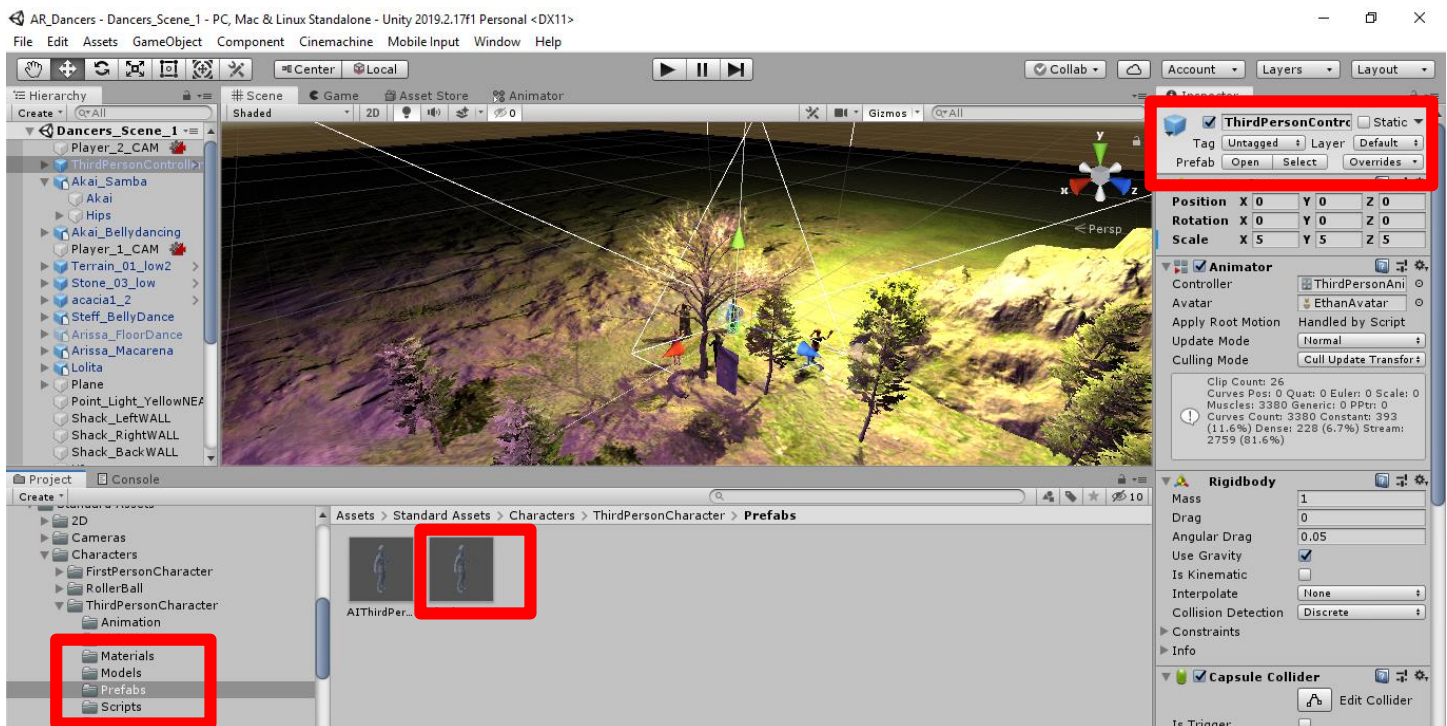 AR_Dancers - Dancers_Scene_1 - PC, Mac & Linux Standalone - Unity 2019.2.17f1 Personal <DX11>
File Edit Assets GameObject Component Cinemachine Mobile Input Window Help
Center Local Collab Account Layers Layout
Hierarchy
Create All
Dancers_Scene_1
Player_2_CAM
ThirdPersonController
Akai_Samba
Akai
Hips
Akai_Bellydancing
Player_1_CAM
Terrain_01_low2
Stone_03_low
acacia1_2
Steff_BellyDance
Arissa_FloorDance
Arissa_Macarena
Lolita
Plane
Point_Light_YellowNEA
Shack_LeftWALL
Shack_RightWALL
Shack_BackWALL
Scene Game Asset Store Animator
Shaded 2D 0 Gizmos All
y
x z
Persp
Inspector
ThirdPersonContro Static
Tag Untagged Layer Default
Prefab Open Select Overrides
Position X 0 Y 0 Z 0
Rotation X 0 Y 0 Z 0
Scale X 5 Y 5 Z 5
Animator
Controller ThirdPersonAni
Avatar EthanAvatar
Apply Root Motion Handled by Script
Update Mode Normal
Culling Mode Cull Update Transfor
Clip Count: 26
Curves Pos: 0 Quat: 0 Euler: 0 Scale: 0
Muscles: 3380 Generic: 0 PPtr: 0
Curves Count: 3380 Constant: 393
(11.6%) Dense: 228 (6.7%) Stream:
2759 (81.6%)
Rigidbody
Mass 1
Drag 0
Angular Drag 0.05
Use Gravity
Is Kinematic
Interpolate None
Collision Detection Discrete
Constraints
Info
Capsule Collider
Edit Collider
Is Trigger
Project Console
Create 10
Standard Assets
2D
Cameras
Characters
FirstPersonCharacter
RollerBall
ThirdPersonCharacter
Animation
Materials
Models
Prefabs
Scripts
Assets > Standard Assets > Characters > ThirdPersonCharacter > Prefabs
AIThirdPer...